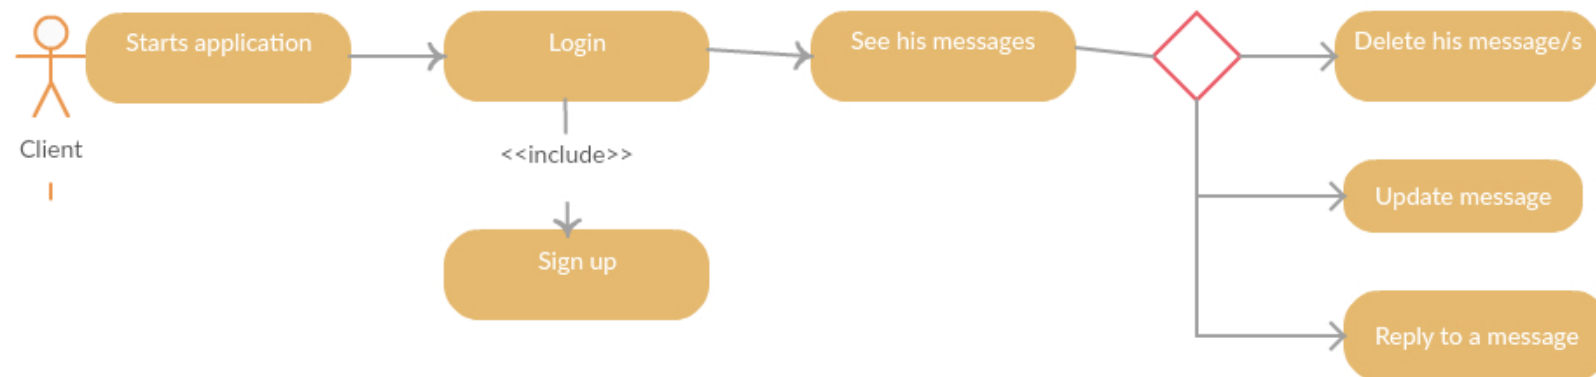 Starts application
Login
See his messages
Delete his message/s
Client
<<include>>
Update message
Sign up
Reply to a message